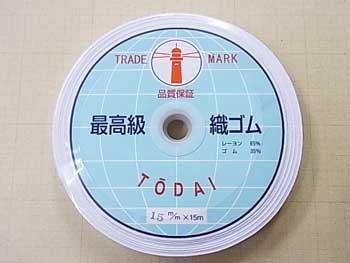 TRADE MARK
品質保証
最高級 織ゴム
レーヨン 65%
ゴム 35%
TŌDAI
15 m/m × 15m